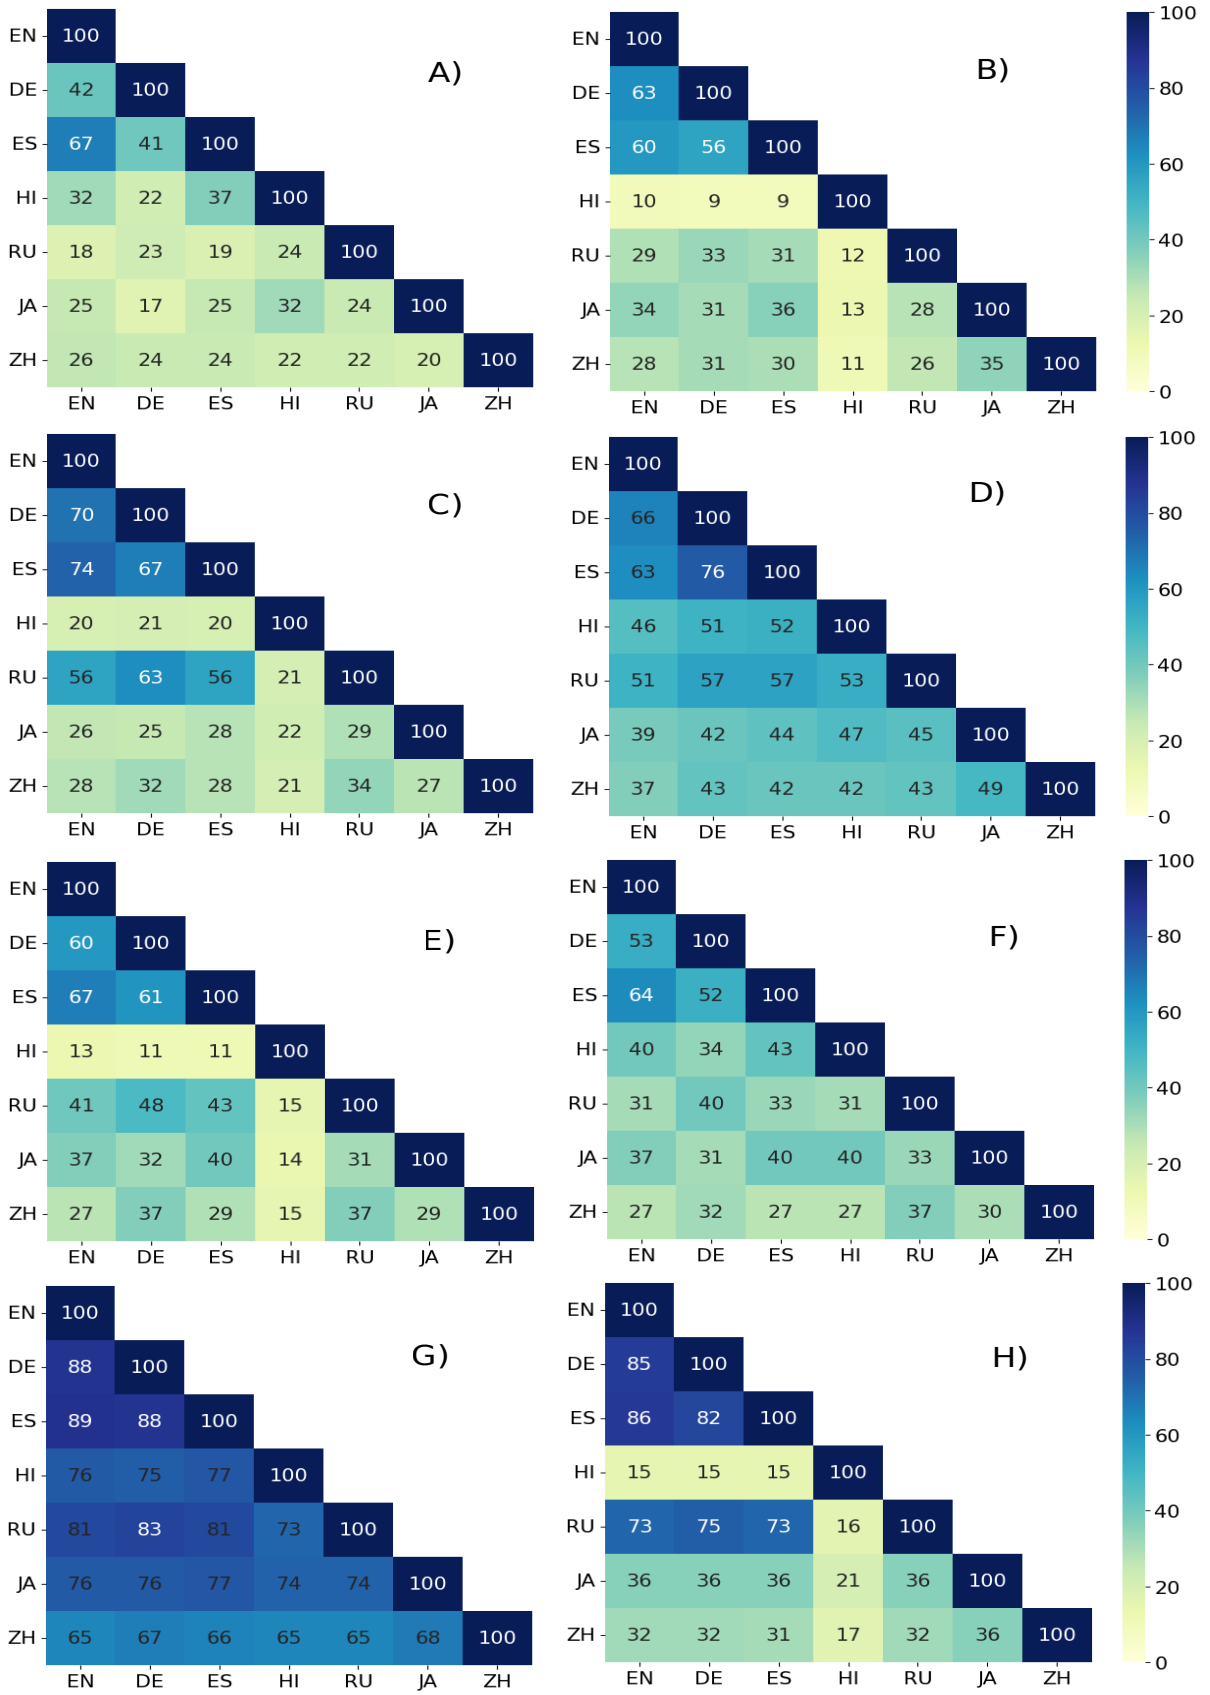 A)
EN 100
DE 42 100
ES 67 41 100
HI 32 22 37 100
RU 18 23 19 24 100
JA 25 17 25 32 24 100
ZH 26 24 24 22 22 20 100
EN DE ES HI RU JA ZH
B)
EN 100
DE 63 100
ES 60 56 100
HI 10 9 9 100
RU 29 33 31 12 100
JA 34 31 36 13 28 100
ZH 28 31 30 11 26 35 100
EN DE ES HI RU JA ZH
100
80
60
40
20
0
C)
EN 100
DE 70 100
ES 74 67 100
HI 20 21 20 100
RU 56 63 56 21 100
JA 26 25 28 22 29 100
ZH 28 32 28 21 34 27 100
EN DE ES HI RU JA ZH
D)
EN 100
DE 66 100
ES 63 76 100
HI 46 51 52 100
RU 51 57 57 53 100
JA 39 42 44 47 45 100
ZH 37 43 42 42 43 49 100
EN DE ES HI RU JA ZH
100
80
60
40
20
0
E)
EN 100
DE 60 100
ES 67 61 100
HI 13 11 11 100
RU 41 48 43 15 100
JA 37 32 40 14 31 100
ZH 27 37 29 15 37 29 100
EN DE ES HI RU JA ZH
F)
EN 100
DE 53 100
ES 64 52 100
HI 40 34 43 100
RU 31 40 33 31 100
JA 37 31 40 40 33 100
ZH 27 32 27 27 37 30 100
EN DE ES HI RU JA ZH
100
80
60
40
20
0
G)
EN 100
DE 88 100
ES 89 88 100
HI 76 75 77 100
RU 81 83 81 73 100
JA 76 76 77 74 74 100
ZH 65 67 66 65 65 68 100
EN DE ES HI RU JA ZH
H)
EN 100
DE 85 100
ES 86 82 100
HI 15 15 15 100
RU 73 75 73 16 100
JA 36 36 36 21 36 100
ZH 32 32 31 17 32 36 100
EN DE ES HI RU JA ZH
100
80
60
40
20
0